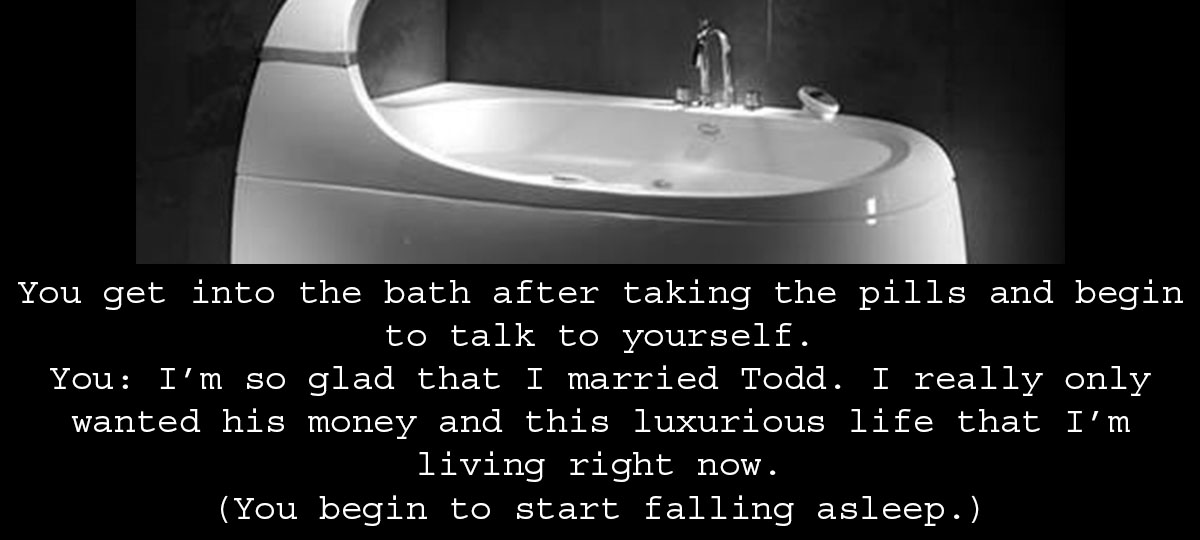 You get into the bath after taking the pills and begin
to talk to yourself.
You: I’m so glad that I married Todd. I really only
wanted his money and this luxurious life that I’m
living right now.
(You begin to start falling asleep.)